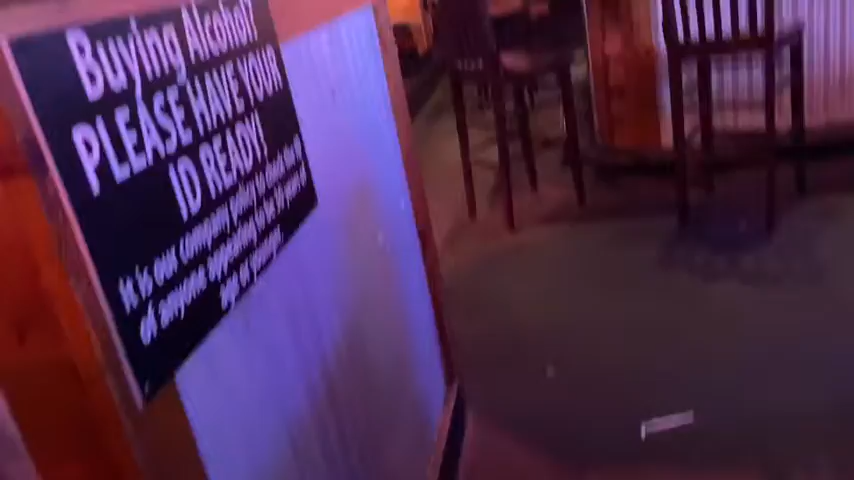 Buying Alcohol?
PLEASE HAVE YOUR
ID READY!
It is our company policy to
of anyone appearing to be
age or younger